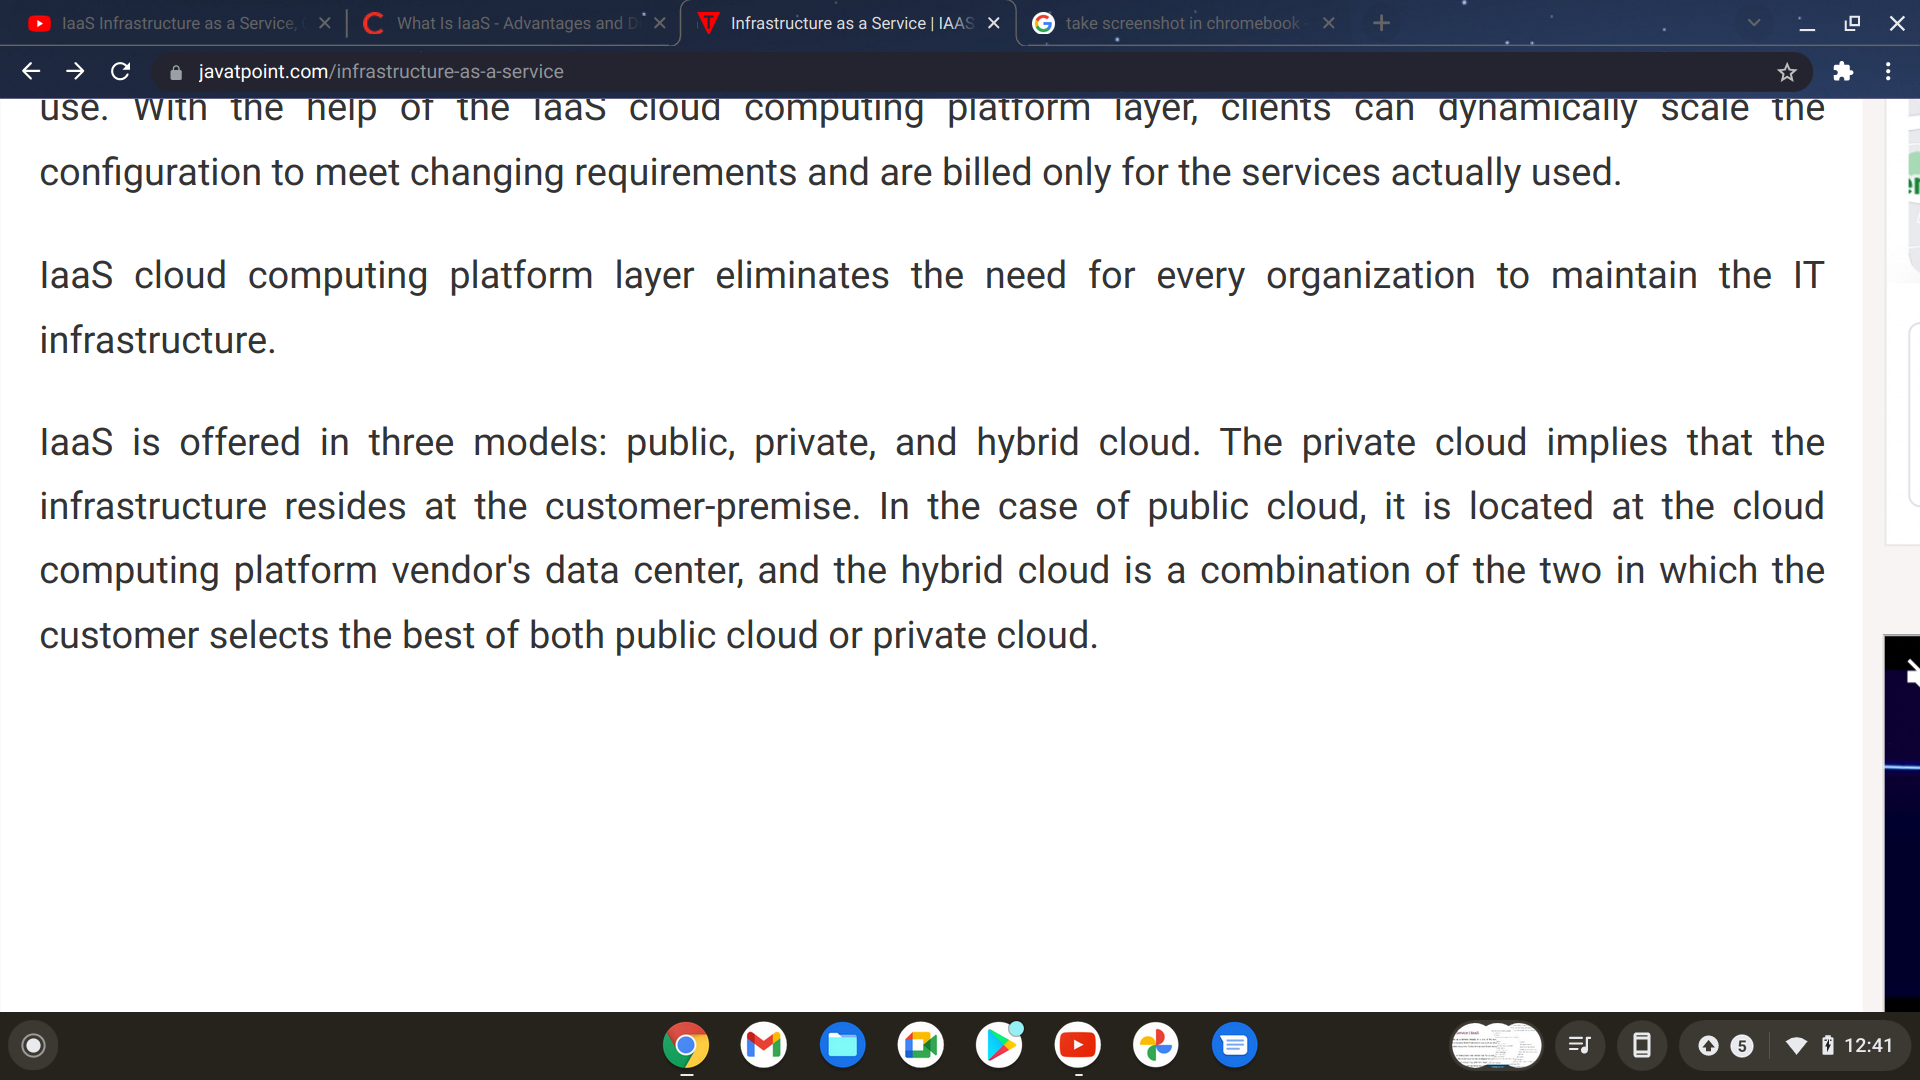 IaaS Infrastructure as a Service,
What Is IaaS - Advantages and D
Infrastructure as a Service | IAAS
take screenshot in chromebook -
javatpoint.com/infrastructure-as-a-service
use. With the help of the IaaS cloud computing platform layer, clients can dynamically scale the
configuration to meet changing requirements and are billed only for the services actually used.
IaaS cloud computing platform layer eliminates the need for every organization to maintain the IT
infrastructure.
IaaS is offered in three models: public, private, and hybrid cloud. The private cloud implies that the
infrastructure resides at the customer-premise. In the case of public cloud, it is located at the cloud
computing platform vendor's data center, and the hybrid cloud is a combination of the two in which the
customer selects the best of both public cloud or private cloud.
5
12:41